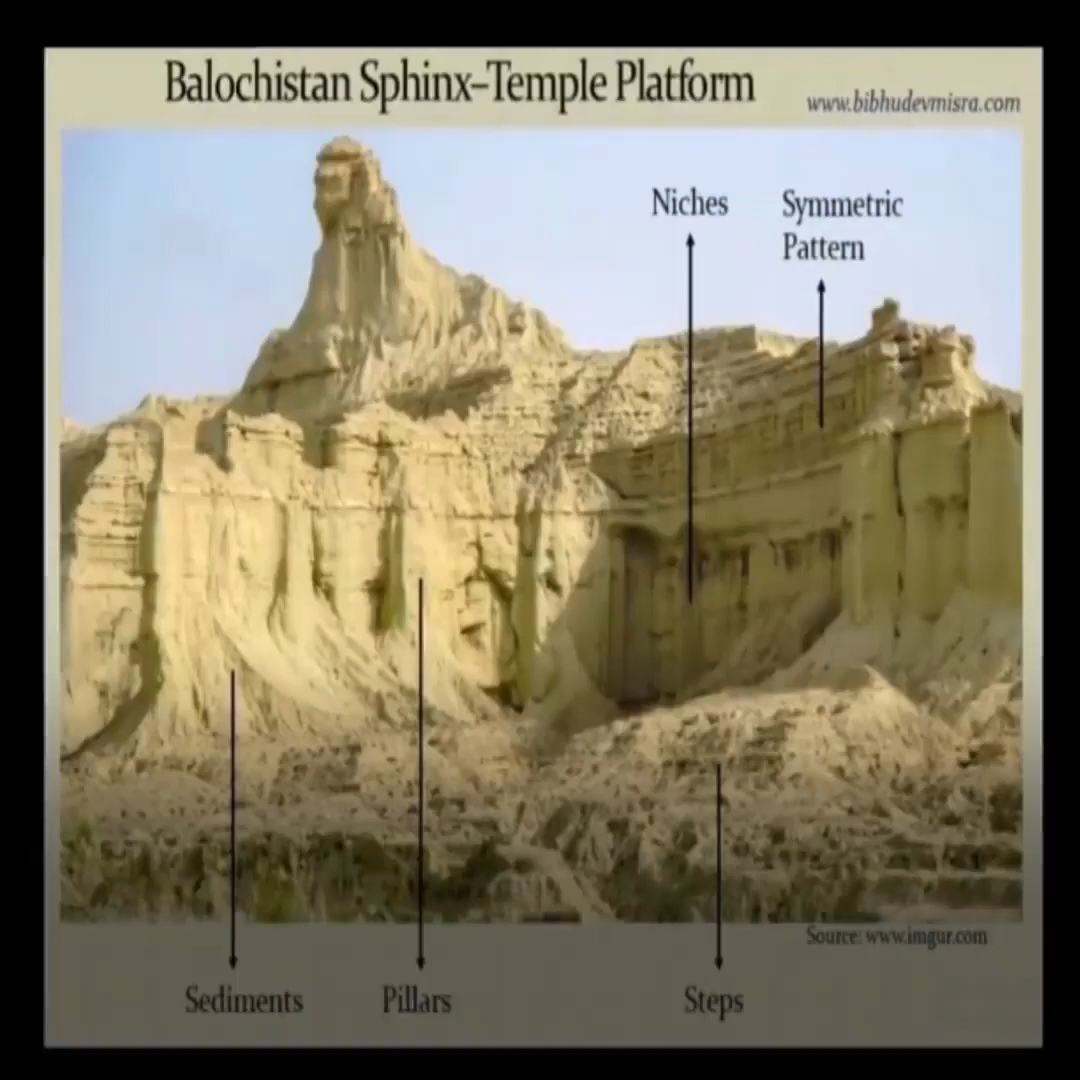 Balochistan Sphinx–Temple Platform
www.bibhudevmisra.com
Niches
Symmetric
Pattern
Source: www.imgur.com
Sediments
Pillars
Steps